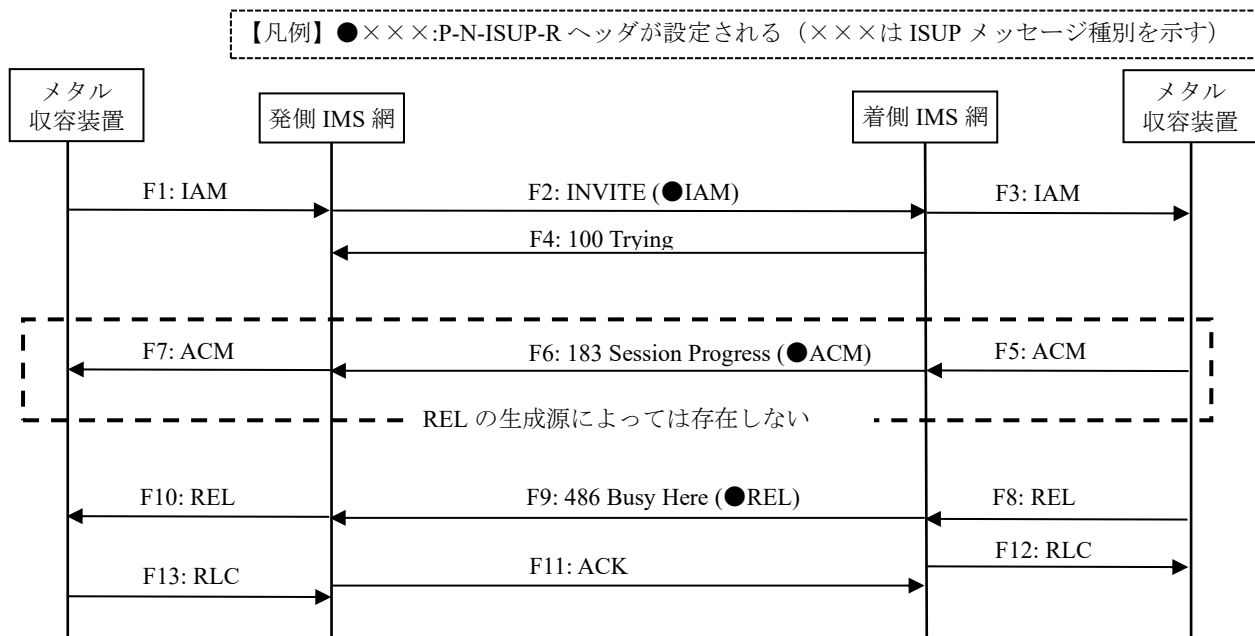 【凡例】●×××:P-N-ISUP-R ヘッダが設定される(×××は ISUP メッセージ種別を示す)
メタル
収容装置
発側 IMS 網
着側 IMS 網
メタル
収容装置
F1: IAM
F2: INVITE (●IAM)
F3: IAM
F4: 100 Trying
F7: ACM
F6: 183 Session Progress (●ACM)
F5: ACM
REL の生成源によっては存在しない
F10: REL
F9: 486 Busy Here (●REL)
F8: REL
F13: RLC
F11: ACK
F12: RLC